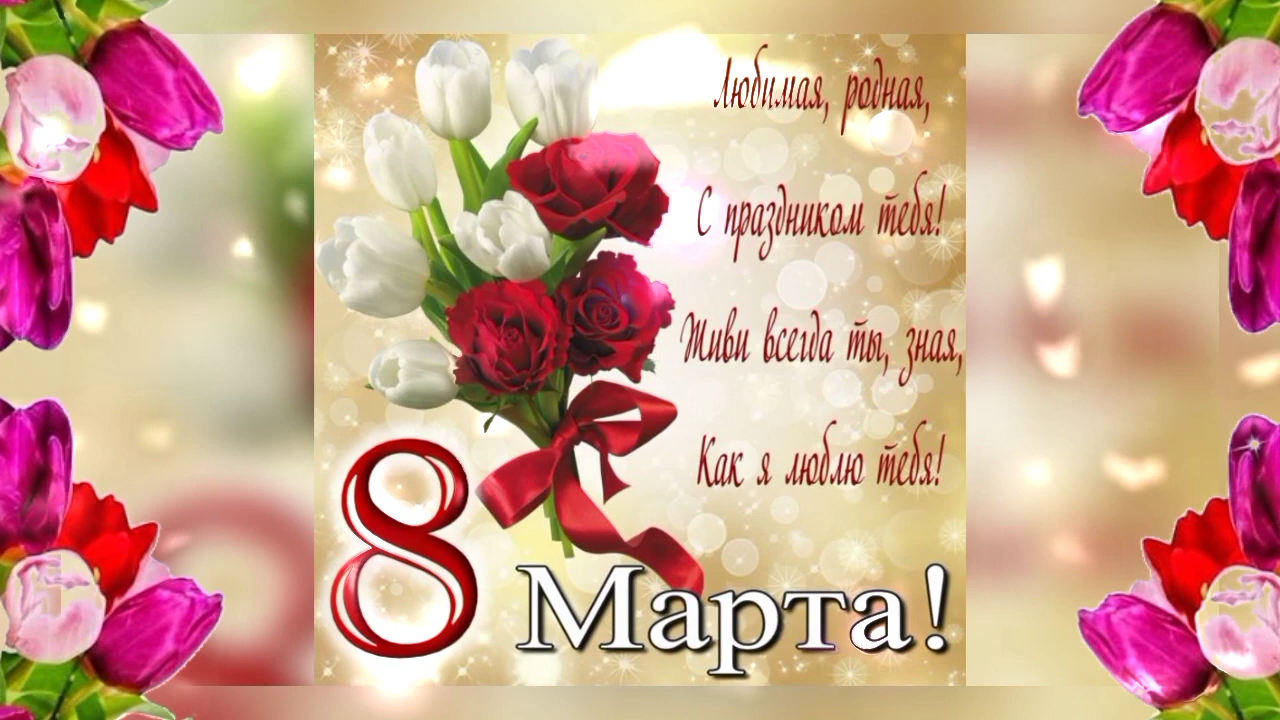 Любимая, родная,
С праздником тебя!
Живи всегда ты, зная,
Как я люблю тебя!
8 Марта!